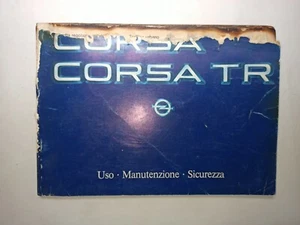 CORSA
CORSA TR
Uso · Manutenzione · Sicurezza